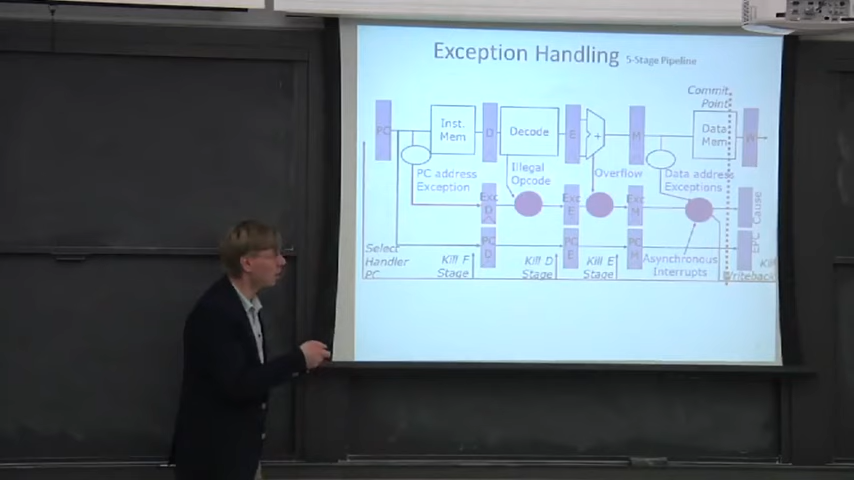 Exception Handling 5-Stage Pipeline
Commit
Point
PC
Inst.
Mem
D
Decode
E
+
M
Data
Mem
W
PC address
Exception
Illegal
Opcode
Overflow
Data address
Exceptions
Exc
D
Exc
E
Exc
M
Cause
EPC
PC
D
PC
E
PC
M
Select
Handler
PC
Kill F
Stage
Kill D
Stage
Kill E
Stage
Asynchronous
Interrupts
Kill
Writeback